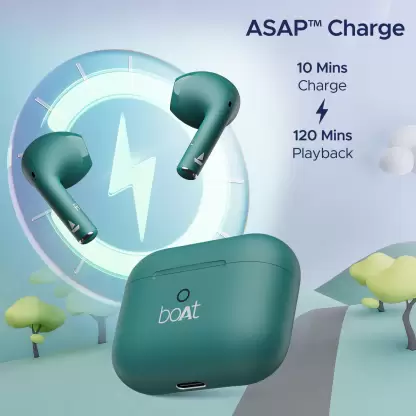 ASAP™ Charge
10 Mins
Charge
120 Mins
Playback
boAt